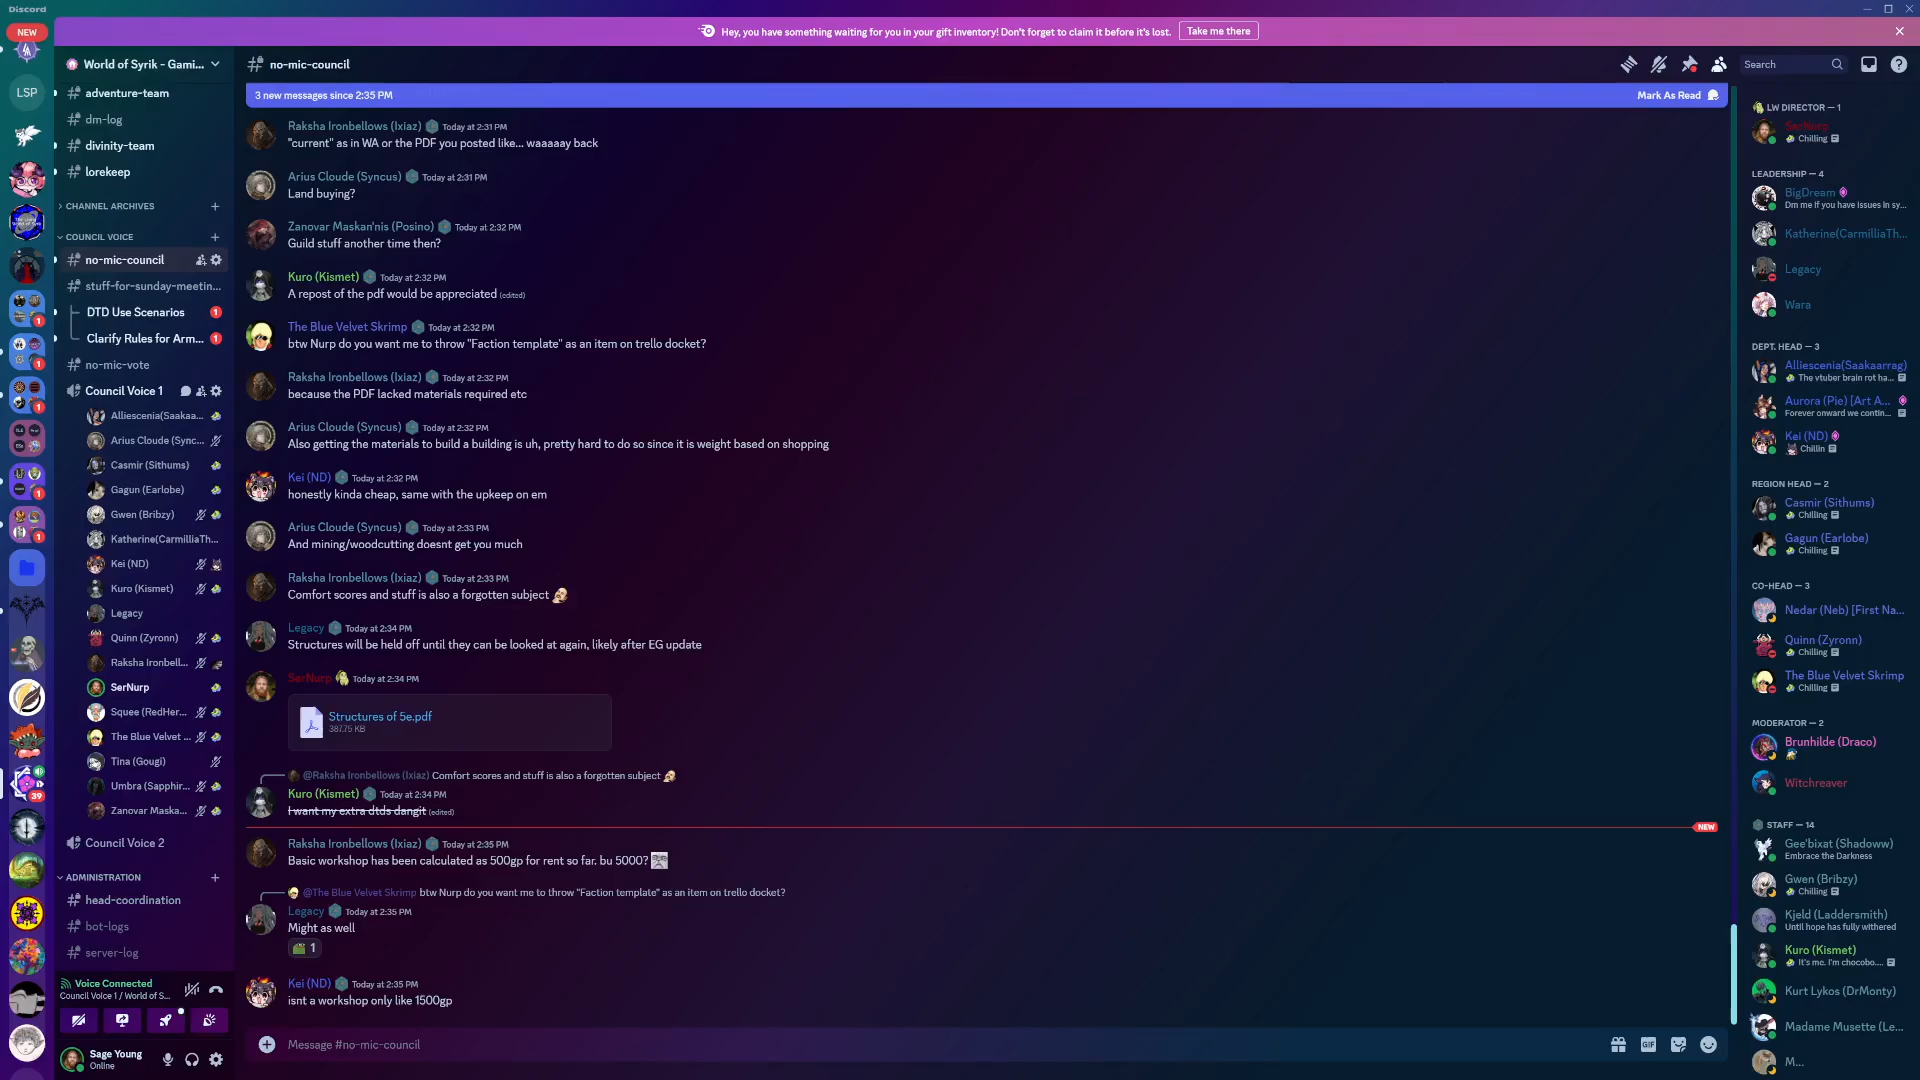 Discord
NEW
Hey, you have something waiting for you in your gift inventory! Don't forget to claim it before it's lost.
Take me there
LSP
1
1
1
1
1
39
World of Syrik - Gami...
adventure-team
dm-log
divinity-team
lorekeep
CHANNEL ARCHIVES
COUNCIL VOICE
no-mic-council
stuff-for-sunday-meetin...
DTD Use Scenarios
1
Clarify Rules for Arm...
1
no-mic-vote
Council Voice 1
Alliescenia(Saakaa...
Arius Cloude (Sync...
Casmir (Sithums)
Gagun (Earlobe)
Gwen (Bribzy)
Katherine(CarmilliaTh...
Kei (ND)
Kuro (Kismet)
Legacy
Quinn (Zyronn)
Raksha Ironbell...
SerNurp
Squee (RedHer...
The Blue Velvet ...
Tina (Gougi)
Umbra (Sapphir...
Zanovar Maska...
Council Voice 2
ADMINISTRATION
head-coordination
bot-logs
server-log
Voice Connected
Council Voice 1 / World of S...
Sage Young
Online
no-mic-council
Search
3 new messages since 2:35 PM
Mark As Read
Raksha Ironbellows (Ixiaz) Today at 2:31 PM
"current" as in WA or the PDF you posted like... waaaaay back
Arius Cloude (Syncus) Today at 2:31 PM
Land buying?
Zanovar Maskan'nis (Posino) Today at 2:32 PM
Guild stuff another time then?
Kuro (Kismet) Today at 2:32 PM
A repost of the pdf would be appreciated (edited)
The Blue Velvet Skrimp Today at 2:32 PM
btw Nurp do you want me to throw "Faction template" as an item on trello docket?
Raksha Ironbellows (Ixiaz) Today at 2:32 PM
because the PDF lacked materials required etc
Arius Cloude (Syncus) Today at 2:32 PM
Also getting the materials to build a building is uh, pretty hard to do so since it is weight based on shopping
Kei (ND) Today at 2:32 PM
honestly kinda cheap, same with the upkeep on em
Arius Cloude (Syncus) Today at 2:33 PM
And mining/woodcutting doesnt get you much
Raksha Ironbellows (Ixiaz) Today at 2:33 PM
Comfort scores and stuff is also a forgotten subject
Legacy Today at 2:34 PM
Structures will be held off until they can be looked at again, likely after EG update
SerNurp Today at 2:34 PM
Structures of 5e.pdf
387.75 KB
@Raksha Ironbellows (Ixiaz) Comfort scores and stuff is also a forgotten subject
Kuro (Kismet) Today at 2:34 PM
I want my extra dtds dangit (edited)
NEW
Raksha Ironbellows (Ixiaz) Today at 2:35 PM
Basic workshop has been calculated as 500gp for rent so far. bu 5000?
@The Blue Velvet Skrimp btw Nurp do you want me to throw "Faction template" as an item on trello docket?
Legacy Today at 2:35 PM
Might as well
1
Kei (ND) Today at 2:35 PM
isnt a workshop only like 1500gp
Message #no-mic-council
GIF
LW DIRECTOR — 1
SerNurp
Chilling
LEADERSHIP — 4
BigDream
Dm me if you have issues in sy...
Katherine(CarmilliaTh...
Legacy
Wara
DEPT. HEAD — 3
Alliescenia(Saakaarrag)
The vtuber brain rot ha...
Aurora (Pie) [Art A...
Forever onward we contin...
Kei (ND)
Chillin
REGION HEAD — 2
Casmir (Sithums)
Chilling
Gagun (Earlobe)
Chilling
CO-HEAD — 3
Nedar (Neb) [First Na...
Quinn (Zyronn)
Chilling
The Blue Velvet Skrimp
Chilling
MODERATOR — 2
Brunhilde (Draco)
Witchreaver
STAFF — 14
Gee'bixat (Shadoww)
Embrace the Darkness
Gwen (Bribzy)
Chilling
Kjeld (Laddersmith)
Until hope has fully withered
Kuro (Kismet)
It's me. I'm chocobo....
Kurt Lykos (DrMonty)
Madame Musette (Le...
M...